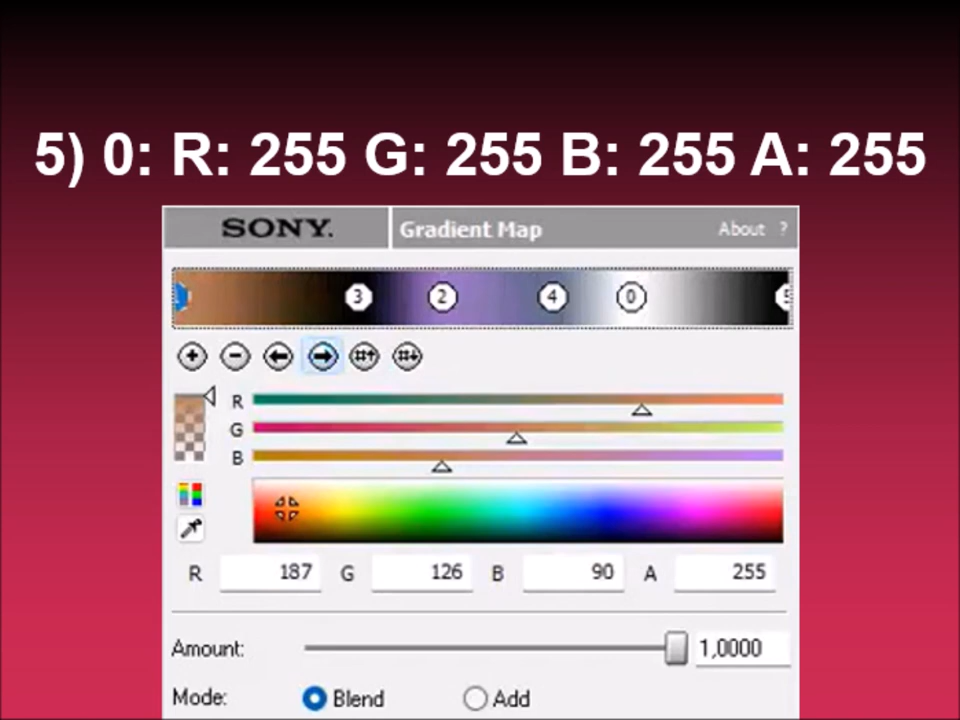 5) 0: R: 255 G: 255 B: 255 A: 255
SONY. Gradient Map About ?
3 2 4 0
R
G
B
R 187 G 126 B 90 A 255
Amount: 1,0000
Mode: Blend Add